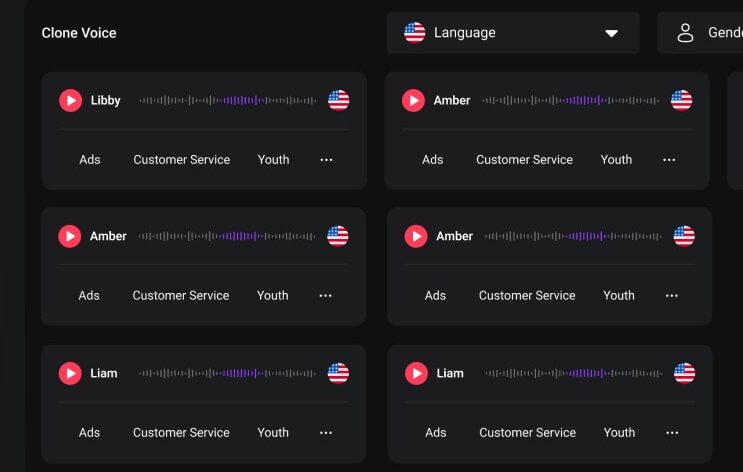 Clone Voice
Language
Gende
Libby
Amber
Ads Customer Service Youth ...
Ads Customer Service Youth ...
Amber
Amber
Ads Customer Service Youth ...
Ads Customer Service Youth ...
Liam
Liam
Ads Customer Service Youth ...
Ads Customer Service Youth ...